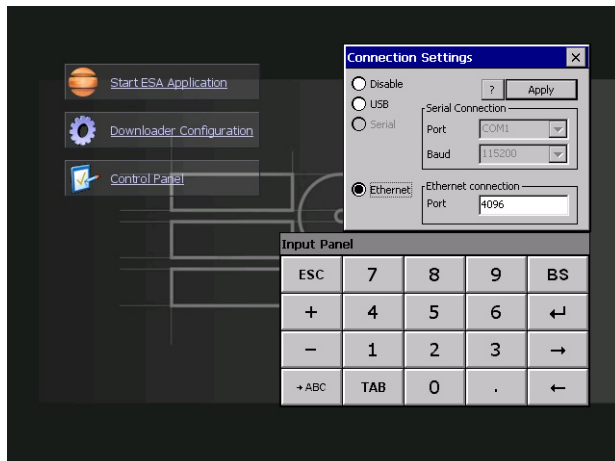 Start ESA Application
Downloader Configuration
Control Panel
Connection Settings
Disable
USB
Serial
Ethernet
? Apply
Serial Connection
Port COM1
Baud 115200
Ethernet connection
Port 4096
Input Panel
ESC 7 8 9 BS
+ 4 5 6 ↵
− 1 2 3 →
→ABC TAB 0 . ←